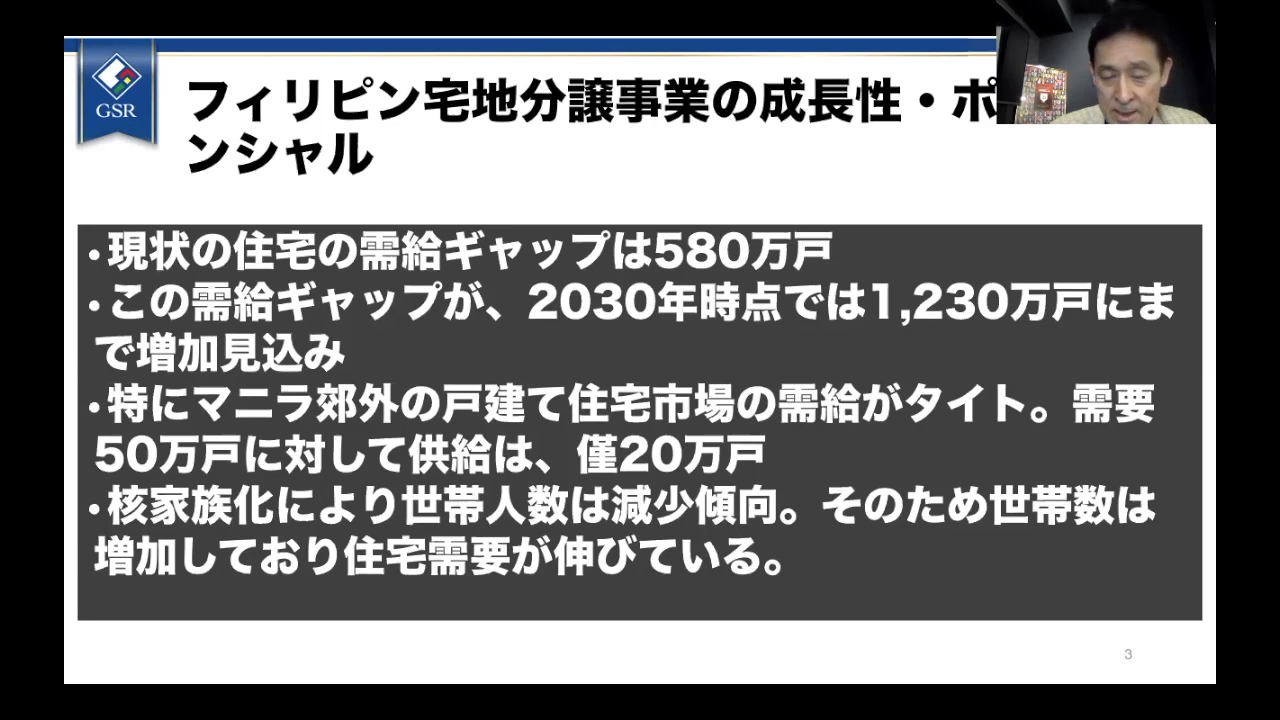 GSR
フィリピン宅地分譲事業の成長性・ポ
ンシャル
•現状の住宅の需給ギャップは580万戸
•この需給ギャップが、2030年時点では1,230万戸にま
で増加見込み
•特にマニラ郊外の戸建て住宅市場の需給がタイト。需要
50万戸に対して供給は、僅20万戸
•核家族化により世帯人数は減少傾向。そのため世帯数は
増加しており住宅需要が伸びている。
3